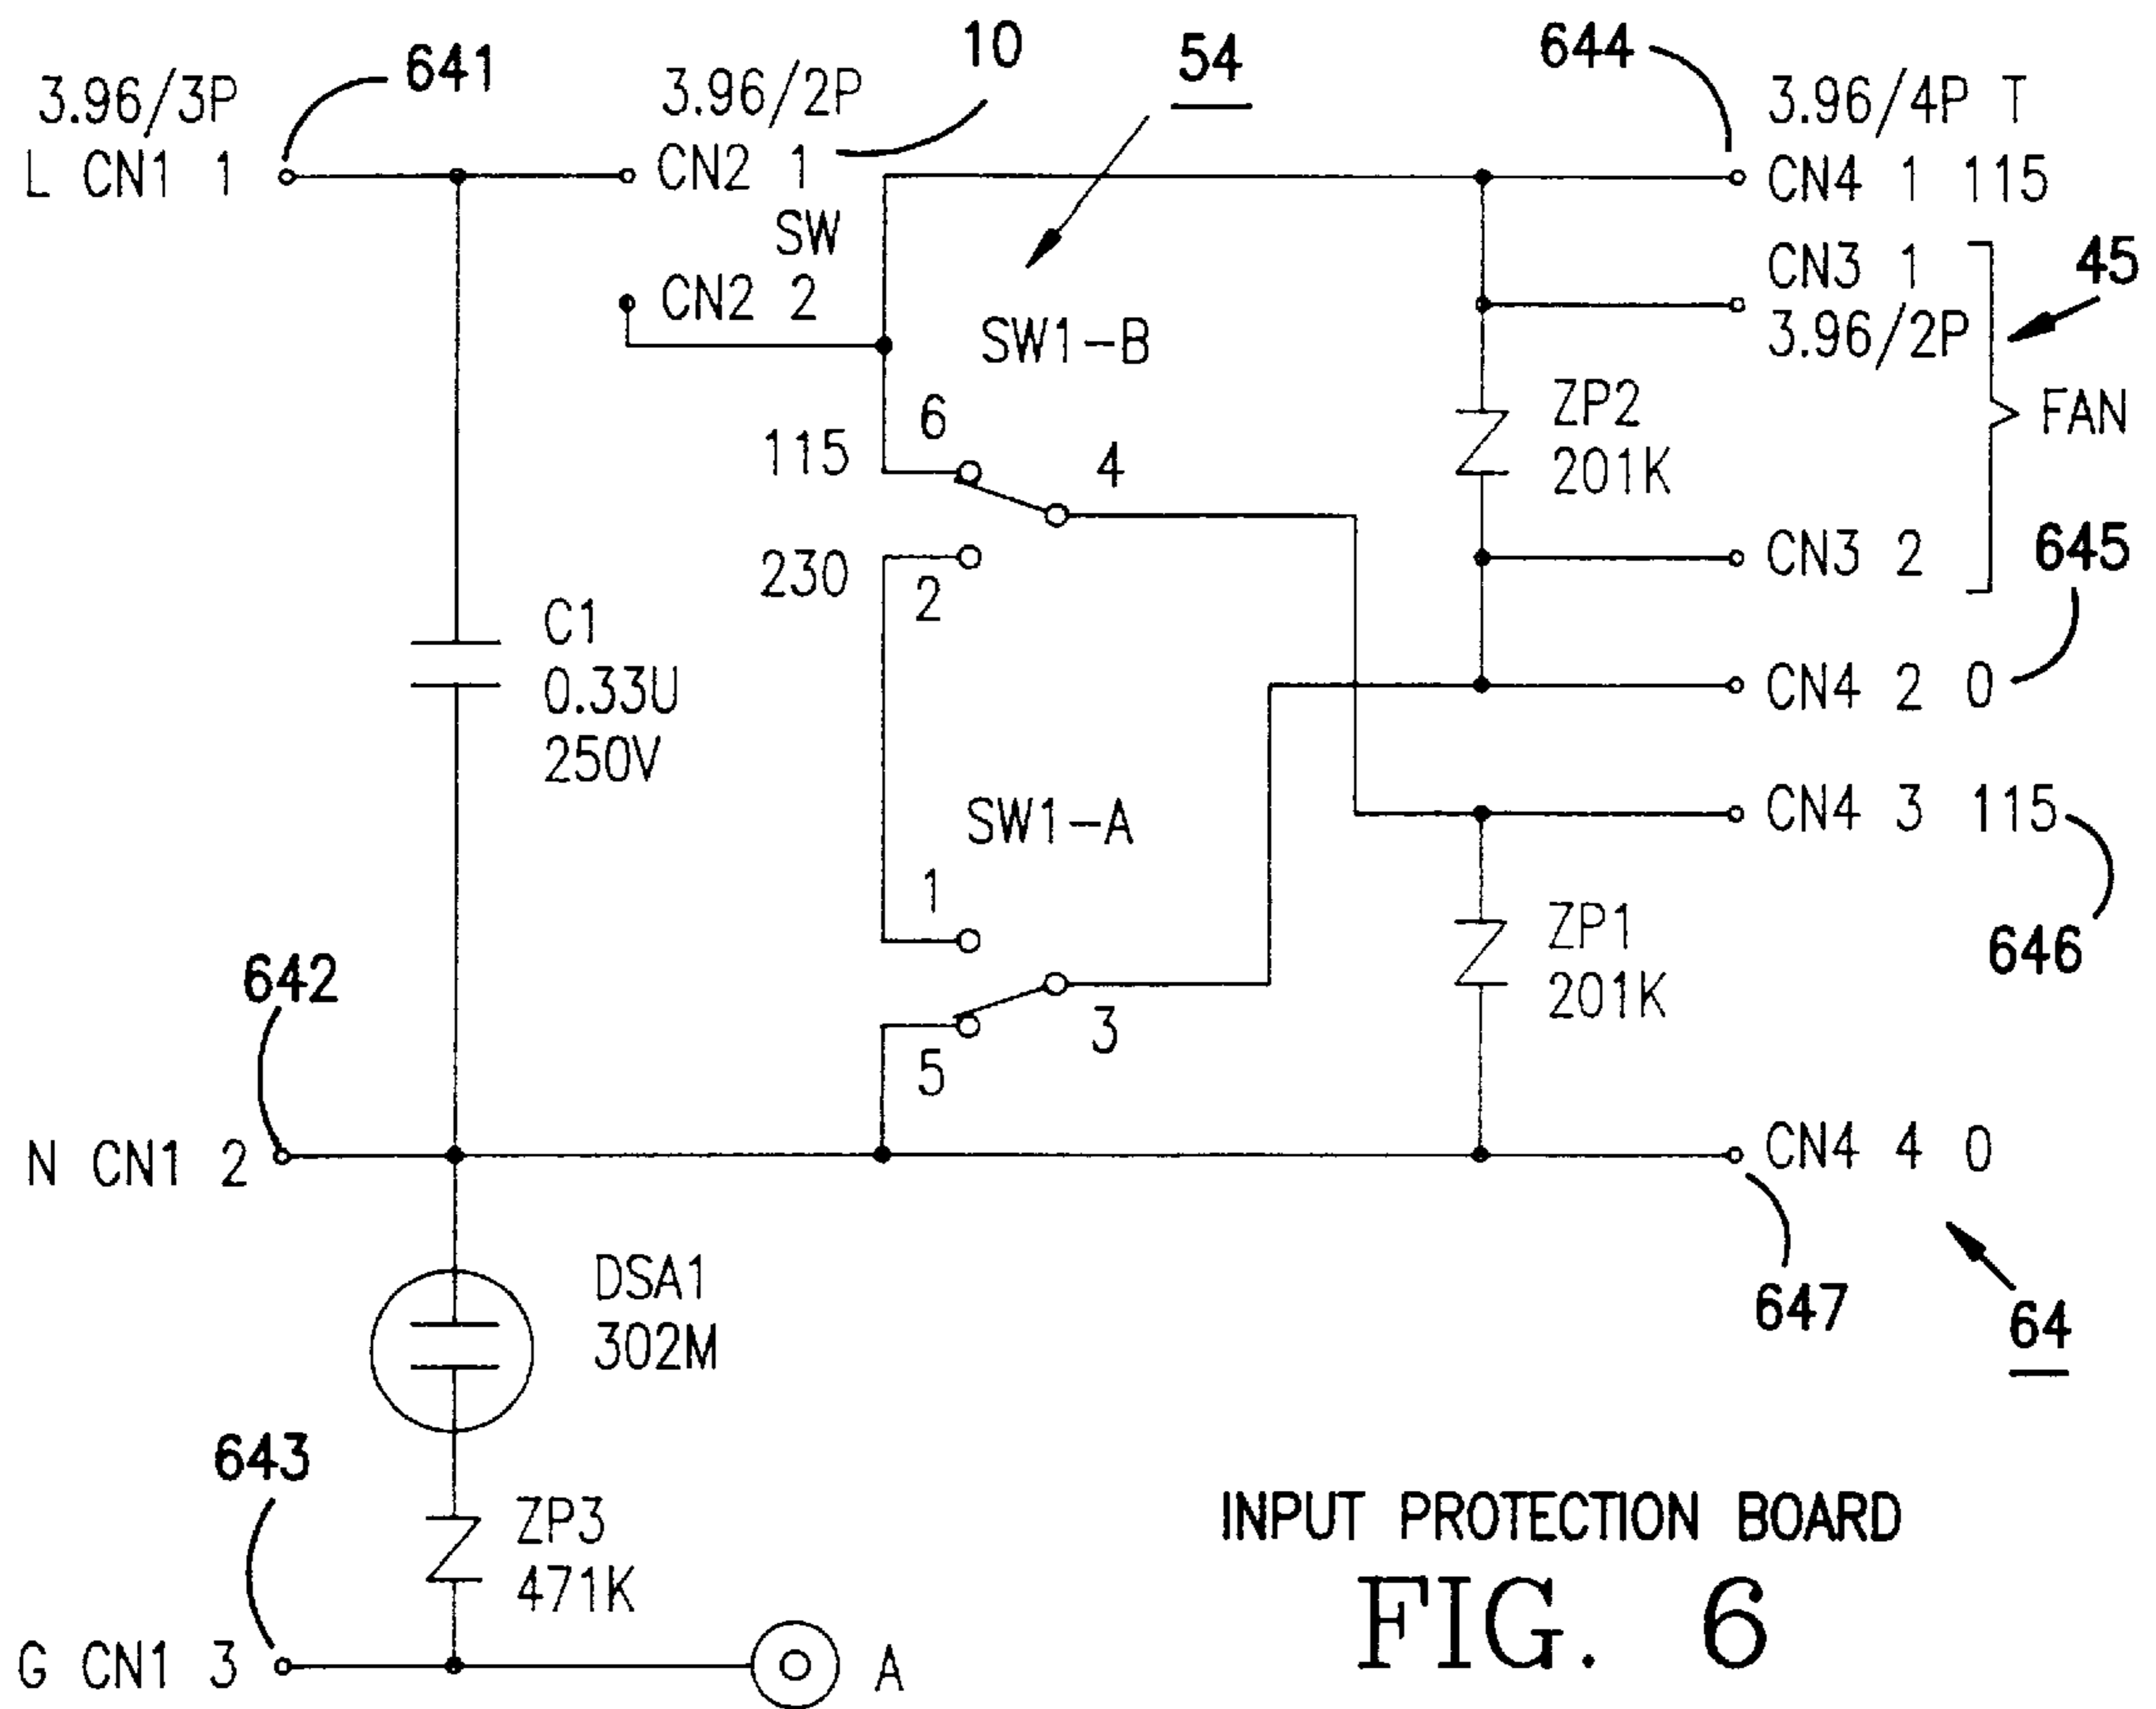 641
10
54
644
3.96/3P
3.96/2P
3.96/4P T
L CN1 1
CN2 1
CN4 1 115
SW
CN3 1
45
CN2 2
SW1-B
3.96/2P
6
ZP2
FAN
115
4
201K
230
2
CN3 2
645
C1
0.33U
250V
CN4 2 0
SW1-A
CN4 3 115
1
ZP1
201K
646
642
3
5
N CN1 2
CN4 4 0
DSA1
302M
647
64
643
ZP3
471K
INPUT PROTECTION BOARD
G CN1 3
A
FIG. 6